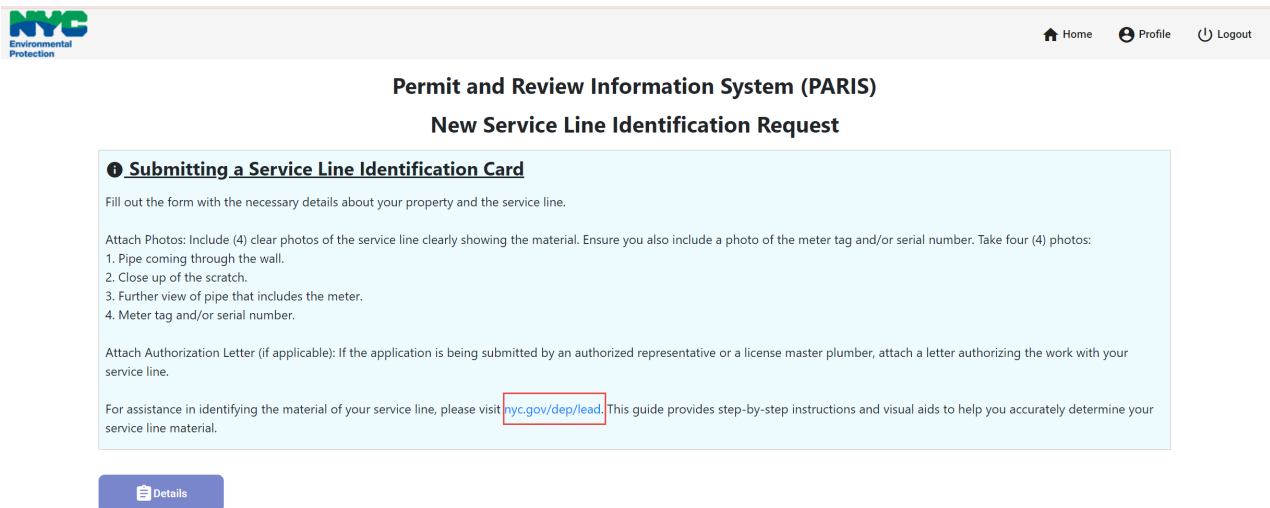 NYC
Environmental
Protection
Home Profile Logout
Permit and Review Information System (PARIS)
New Service Line Identification Request
Submitting a Service Line Identification Card
Fill out the form with the necessary details about your property and the service line.
Attach Photos: Include (4) clear photos of the service line clearly showing the material. Ensure you also include a photo of the meter tag and/or serial number. Take four (4) photos:
1. Pipe coming through the wall.
2. Close up of the scratch.
3. Further view of pipe that includes the meter.
4. Meter tag and/or serial number.
Attach Authorization Letter (if applicable): If the application is being submitted by an authorized representative or a license master plumber, attach a letter authorizing the work with your
service line.
For assistance in identifying the material of your service line, please visit nyc.gov/dep/lead. This guide provides step-by-step instructions and visual aids to help you accurately determine your
service line material.
Details